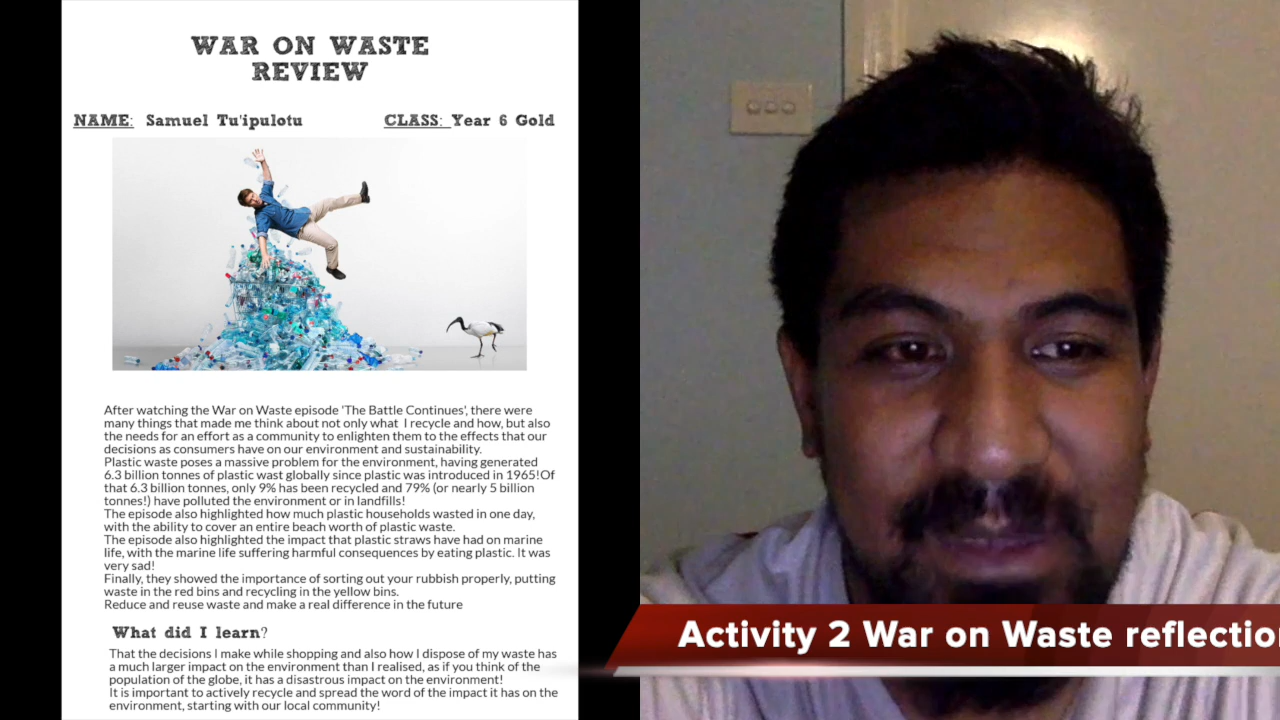 WAR ON WASTE
REVIEW
NAME: Samuel Tu'ipulotu CLASS: Year 6 Gold
After watching the War on Waste episode 'The Battle Continues', there were
many things that made me think about not only what I recycle and how, but also
the needs for an effort as a community to enlighten them to the effects that our
decisions as consumers have on our environment and sustainability.
Plastic waste poses a massive problem for the environment, having generated
6.3 billion tonnes of plastic wast globally since plastic was introduced in 1965!Of
that 6.3 billion tonnes, only 9% has been recycled and 79% (or nearly 5 billion
tonnes!) have polluted the environment or in landfills!
The episode also highlighted how much plastic households wasted in one day,
with the ability to cover an entire beach worth of plastic waste.
The episode also highlighted the impact that plastic straws have had on marine
life, with the marine life suffering harmful consequences by eating plastic. It was
very sad!
Finally, they showed the importance of sorting out your rubbish properly, putting
waste in the red bins and recycling in the yellow bins.
Reduce and reuse waste and make a real difference in the future
What did I learn?
That the decisions I make while shopping and also how I dispose of my waste has
a much larger impact on the environment than I realised, as if you think of the
population of the globe, it has a disastrous impact on the environment!
It is important to actively recycle and spread the word of the impact it has on the
environment, starting with our local community!
Activity 2 War on Waste reflectio